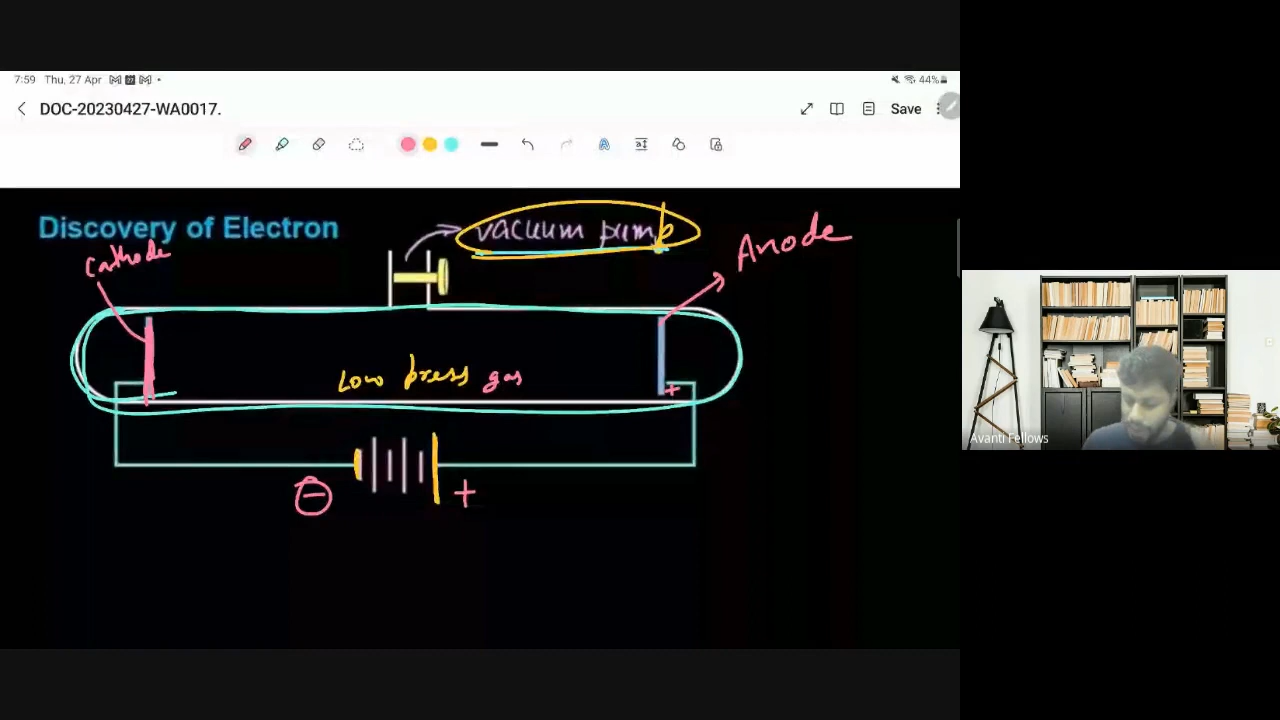 7:59 Thu, 27 Apr 44%
DOC-20230427-WA0017.
Save
Discovery of Electron
vacuum pump
Anode
Cathode
Low press gas
+
- +
Avanti Fellows